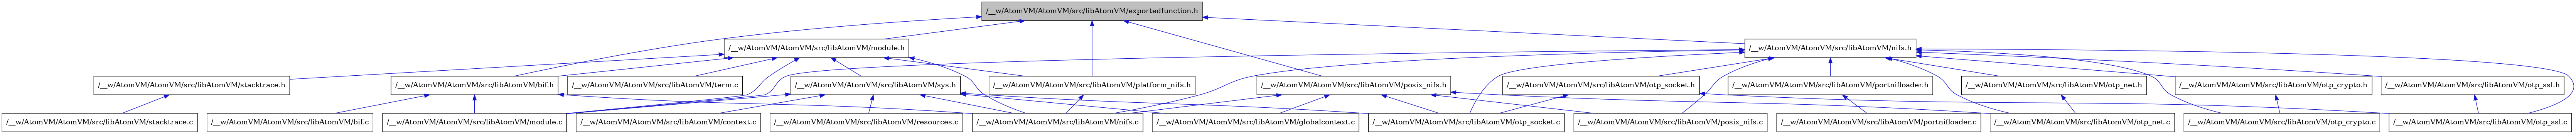 /__w/AtomVM/AtomVM/src/libAtomVM/exportedfunction.h
/__w/AtomVM/AtomVM/src/libAtomVM/module.h
/__w/AtomVM/AtomVM/src/libAtomVM/nifs.h
/__w/AtomVM/AtomVM/src/libAtomVM/stacktrace.h
/__w/AtomVM/AtomVM/src/libAtomVM/bif.h
/__w/AtomVM/AtomVM/src/libAtomVM/term.c
/__w/AtomVM/AtomVM/src/libAtomVM/sys.h
/__w/AtomVM/AtomVM/src/libAtomVM/platform_nifs.h
/__w/AtomVM/AtomVM/src/libAtomVM/posix_nifs.h
/__w/AtomVM/AtomVM/src/libAtomVM/otp_socket.h
/__w/AtomVM/AtomVM/src/libAtomVM/portnifloader.h
/__w/AtomVM/AtomVM/src/libAtomVM/otp_net.h
/__w/AtomVM/AtomVM/src/libAtomVM/otp_crypto.h
/__w/AtomVM/AtomVM/src/libAtomVM/otp_ssl.h
/__w/AtomVM/AtomVM/src/libAtomVM/stacktrace.c
/__w/AtomVM/AtomVM/src/libAtomVM/bif.c
/__w/AtomVM/AtomVM/src/libAtomVM/module.c
/__w/AtomVM/AtomVM/src/libAtomVM/context.c
/__w/AtomVM/AtomVM/src/libAtomVM/resources.c
/__w/AtomVM/AtomVM/src/libAtomVM/nifs.c
/__w/AtomVM/AtomVM/src/libAtomVM/globalcontext.c
/__w/AtomVM/AtomVM/src/libAtomVM/otp_socket.c
/__w/AtomVM/AtomVM/src/libAtomVM/posix_nifs.c
/__w/AtomVM/AtomVM/src/libAtomVM/portnifloader.c
/__w/AtomVM/AtomVM/src/libAtomVM/otp_net.c
/__w/AtomVM/AtomVM/src/libAtomVM/otp_crypto.c
/__w/AtomVM/AtomVM/src/libAtomVM/otp_ssl.c